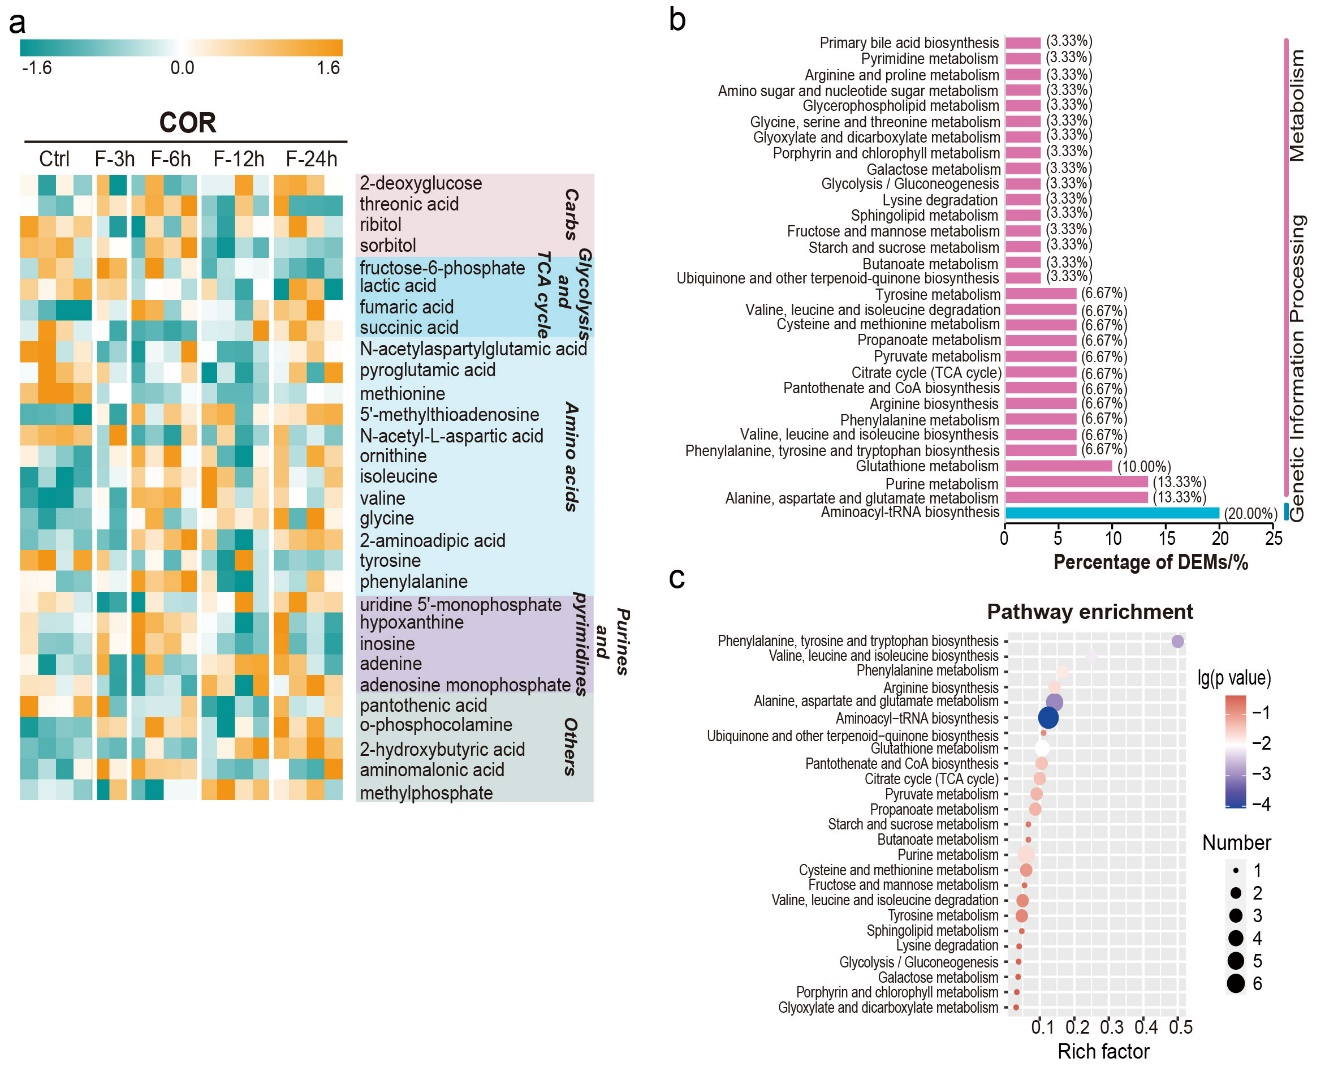 a
-1.6
0.0
1.6
COR
Ctrl
F-3h
F-6h
F-12h
F-24h
2-deoxyglucose
threonic acid
ribitol
sorbitol
Carbs
fructose-6-phosphate
lactic acid
fumaric acid
succinic acid
Glycolysis
and
TCA cycle
N-acetylaspartylglutamic acid
pyroglutamic acid
methionine
5'-methylthioadenosine
N-acetyl-L-aspartic acid
ornithine
isoleucine
valine
glycine
2-aminoadipic acid
tyrosine
phenylalanine
Amino acids
uridine 5'-monophosphate
hypoxanthine
inosine
adenine
adenosine monophosphate
Purines
and
pyrimidines
pantothenic acid
o-phosphocolamine
2-hydroxybutyric acid
aminomalonic acid
methylphosphate
Others
b
Primary bile acid biosynthesis (3.33%)
Pyrimidine metabolism (3.33%)
Arginine and proline metabolism (3.33%)
Amino sugar and nucleotide sugar metabolism (3.33%)
Glycerophospholipid metabolism (3.33%)
Glycine, serine and threonine metabolism (3.33%)
Glyoxylate and dicarboxylate metabolism (3.33%)
Porphyrin and chlorophyll metabolism (3.33%)
Galactose metabolism (3.33%)
Glycolysis / Gluconeogenesis (3.33%)
Lysine degradation (3.33%)
Sphingolipid metabolism (3.33%)
Fructose and mannose metabolism (3.33%)
Starch and sucrose metabolism (3.33%)
Butanoate metabolism (3.33%)
Ubiquinone and other terpenoid-quinone biosynthesis (3.33%)
Tyrosine metabolism (6.67%)
Valine, leucine and isoleucine degradation (6.67%)
Cysteine and methionine metabolism (6.67%)
Propanoate metabolism (6.67%)
Pyruvate metabolism (6.67%)
Citrate cycle (TCA cycle) (6.67%)
Pantothenate and CoA biosynthesis (6.67%)
Arginine biosynthesis (6.67%)
Phenylalanine metabolism (6.67%)
Valine, leucine and isoleucine biosynthesis (6.67%)
Phenylalanine, tyrosine and tryptophan biosynthesis (6.67%)
Glutathione metabolism (10.00%)
Purine metabolism (13.33%)
Alanine, aspartate and glutamate metabolism (13.33%)
Aminoacyl-tRNA biosynthesis (20.00%)
0 5 10 15 20 25
Percentage of DEMs/%
Metabolism
Genetic Information Processing
c
Pathway enrichment
Phenylalanine, tyrosine and tryptophan biosynthesis
Valine, leucine and isoleucine biosynthesis
Phenylalanine metabolism
Arginine biosynthesis
Alanine, aspartate and glutamate metabolism
Aminoacyl−tRNA biosynthesis
Ubiquinone and other terpenoid−quinone biosynthesis
Glutathione metabolism
Pantothenate and CoA biosynthesis
Citrate cycle (TCA cycle)
Pyruvate metabolism
Propanoate metabolism
Starch and sucrose metabolism
Butanoate metabolism
Purine metabolism
Cysteine and methionine metabolism
Fructose and mannose metabolism
Valine, leucine and isoleucine degradation
Tyrosine metabolism
Sphingolipid metabolism
Lysine degradation
Glycolysis / Gluconeogenesis
Galactose metabolism
Porphyrin and chlorophyll metabolism
Glyoxylate and dicarboxylate metabolism
0.1 0.2 0.3 0.4 0.5
Rich factor
lg(p value)
−1
−2
−3
−4
Number
1
2
3
4
5
6